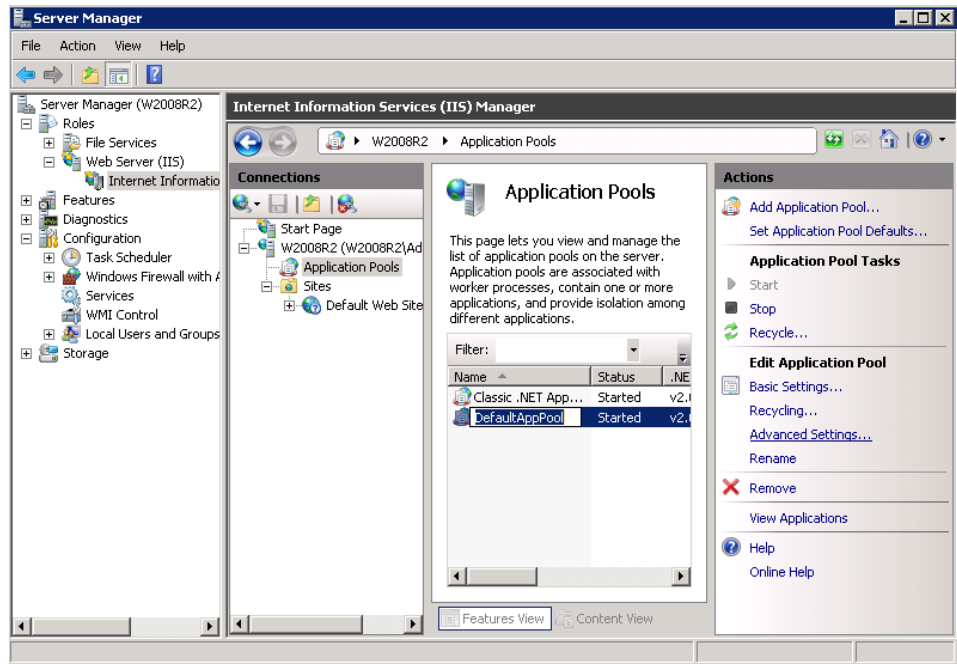 Server Manager
File Action View Help
Server Manager (W2008R2)
Roles
File Services
Web Server (IIS)
Internet Informatio
Features
Diagnostics
Configuration
Task Scheduler
Windows Firewall with A
Services
WMI Control
Local Users and Groups
Storage
Internet Information Services (IIS) Manager
W2008R2 Application Pools
Connections
Start Page
W2008R2 (W2008R2\Ad
Application Pools
Sites
Default Web Site
Application Pools
This page lets you view and manage the
list of application pools on the server.
Application pools are associated with
worker processes, contain one or more
applications, and provide isolation among
different applications.
Filter:
Name Status .NE
Classic .NET App... Started v2.0
DefaultAppPool Started v2.0
Features View Content View
Actions
Add Application Pool...
Set Application Pool Defaults...
Application Pool Tasks
Start
Stop
Recycle...
Edit Application Pool
Basic Settings...
Recycling...
Advanced Settings...
Rename
Remove
View Applications
Help
Online Help